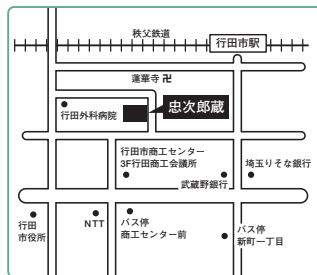 秩父鉄道
行田市駅
蓮華寺卍
忠次郎蔵
行田外科病院
行田市商工センター
3F行田商工会議所
埼玉りそな銀行
武蔵野銀行
行田
市役所
NTT
バス停
商工センター前
バス停
新町一丁目